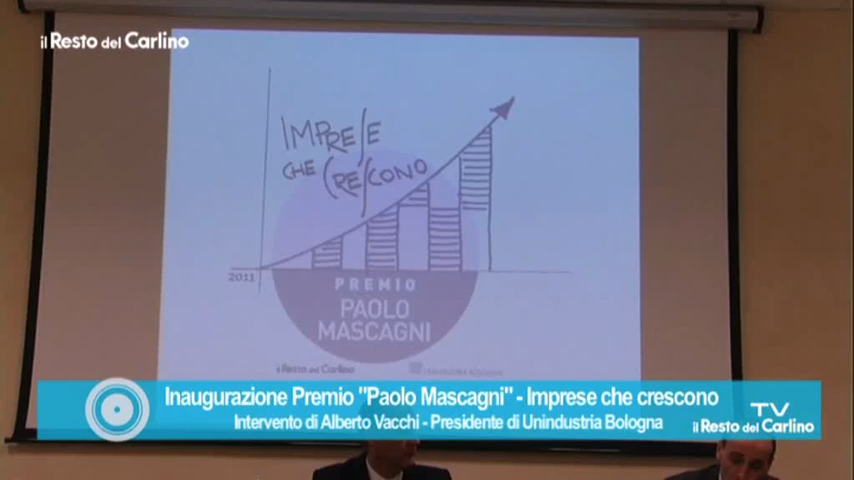 il Resto del Carlino
IMPRESE
CHE CRESCONO
2011
PREMIO
PAOLO
MASCAGNI
il Resto del Carlino
Inaugurazione Premio "Paolo Mascagni" - Imprese che crescono
Intervento di Alberto Vacchi - Presidente di Unindustria Bologna
TV
il Resto del Carlino